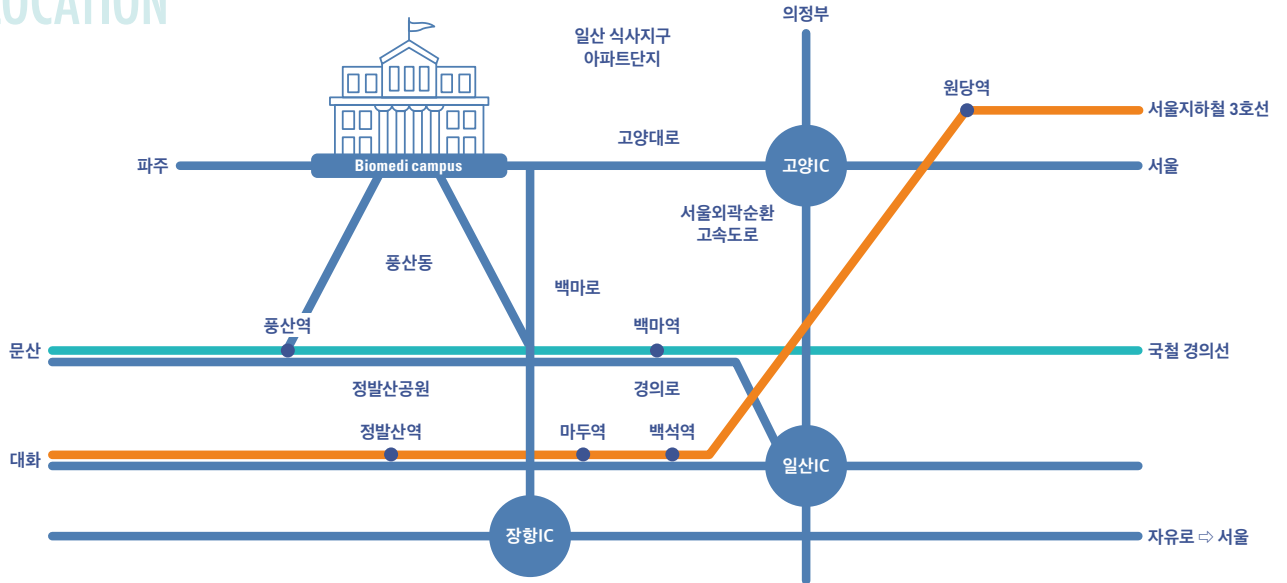 LOCATION
의정부
일산 식사지구
아파트단지
원당역
서울지하철 3호선
고양대로
파주
Biomedi campus
고양IC
서울
서울외곽순환
고속도로
풍산동
백마로
풍산역
백마역
문산
국철 경의선
정발산공원
경의로
정발산역
마두역
백석역
대화
일산IC
장항IC
자유로 ⇨ 서울